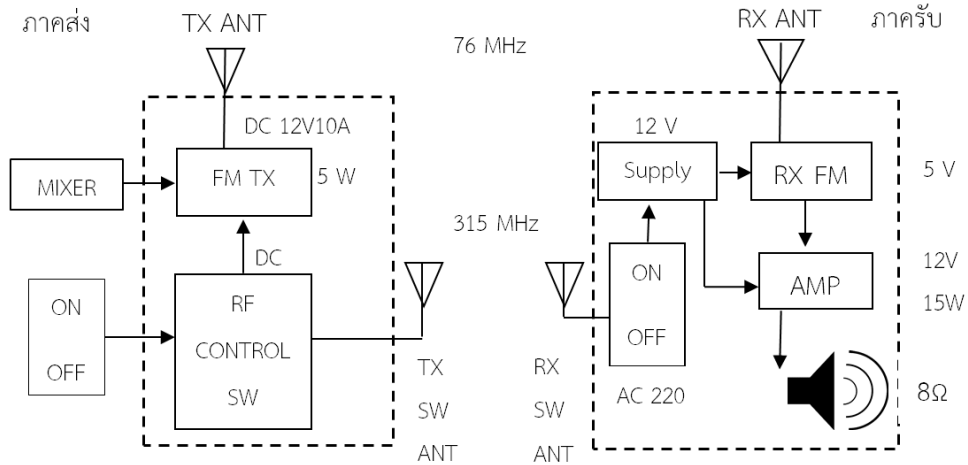 ภาคส่ง
TX ANT
76 MHz
RX ANT
ภาครับ
DC 12V10A
12 V
MIXER
FM TX
5 W
Supply
RX FM
5 V
315 MHz
DC
ON
OFF
RF
CONTROL
SW
ON
OFF
AMP
12V
15W
TX
SW
ANT
RX
SW
ANT
AC 220
8Ω